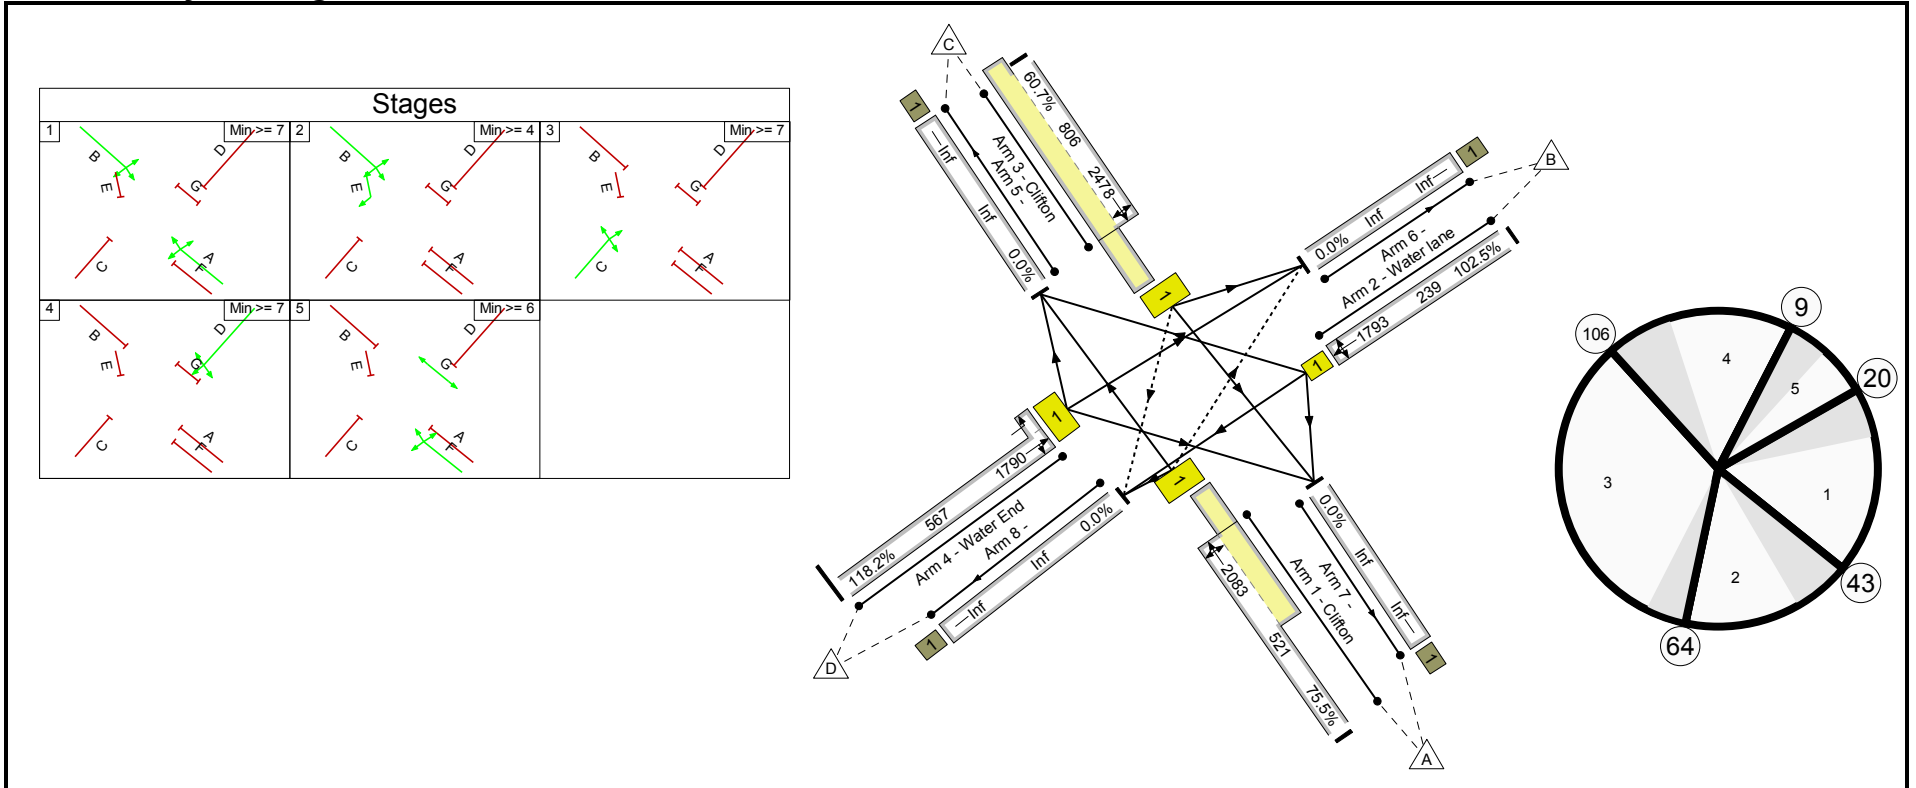 Stages
1
Min >= 7
B
D
E
G
A
F
C
2
Min >= 4
B
D
E
G
A
F
C
3
Min >= 7
B
D
E
G
A
F
C
4
Min >= 7
B
D
E
G
A
F
C
5
Min >= 6
B
D
E
G
A
F
C
C
1
60.7% 806 2478
Arm 3 - Clifton
Arm 5 -
Inf Inf 0.0%
1
B
1
0.0% Inf Inf
Arm 6 -
Arm 2 - Water lane
1793 239 102.5%
1
1
118.2% 567 1790
Arm 4 - Water End
Arm 8 -
Inf Inf 0.0%
1
D
1
2083 521 75.5%
Arm 1 - Clifton
Arm 7 -
0.0% Inf Inf
1
A
106
9
20
43
64
4
5
1
2
3